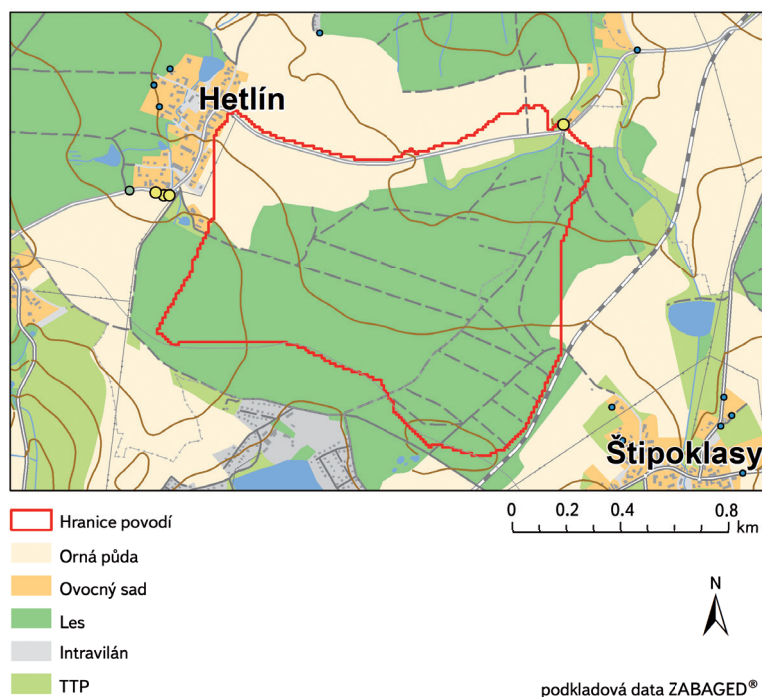 Hetlín
Štipoklasy
Hranice povodí
Orná půda
Ovocný sad
Les
Intravilán
TTP
0 0.2 0.4 0.8
km
N
podkladová data ZABAGED®